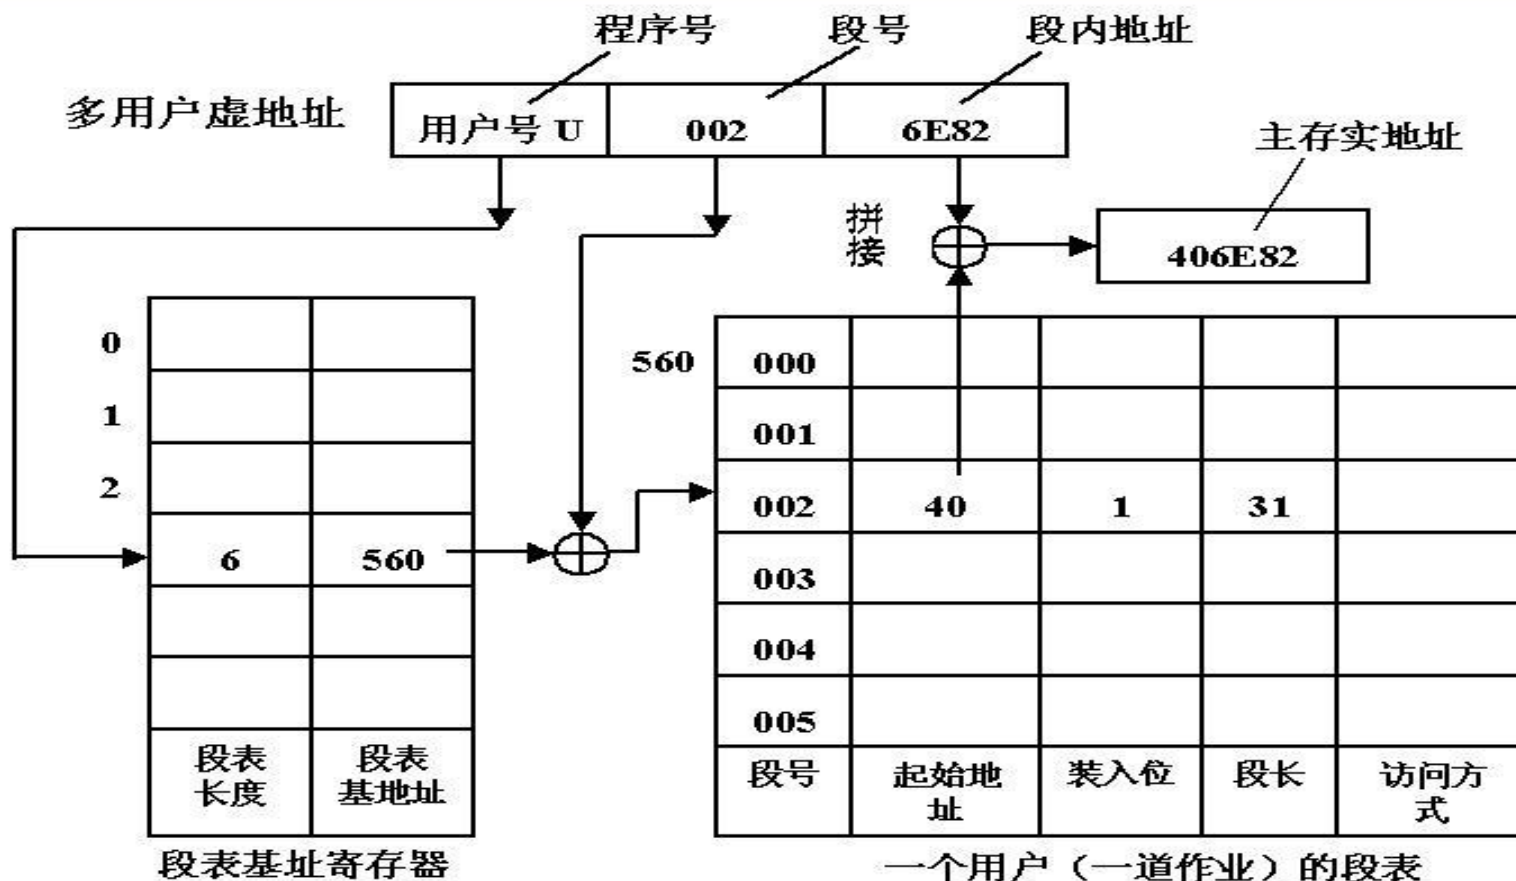 程序号 段号 段内地址
多用户虚地址 用户号 U 002 6E82
主存实地址
拼
接
406E82
0
560 000
1
001
2
002 40 1 31
6 560
003
004
005
段表
长度
段表
基地址
段号 起始地
址
装入位 段长 访问方
式
段表基址寄存器
一个用户（一道作业）的段表